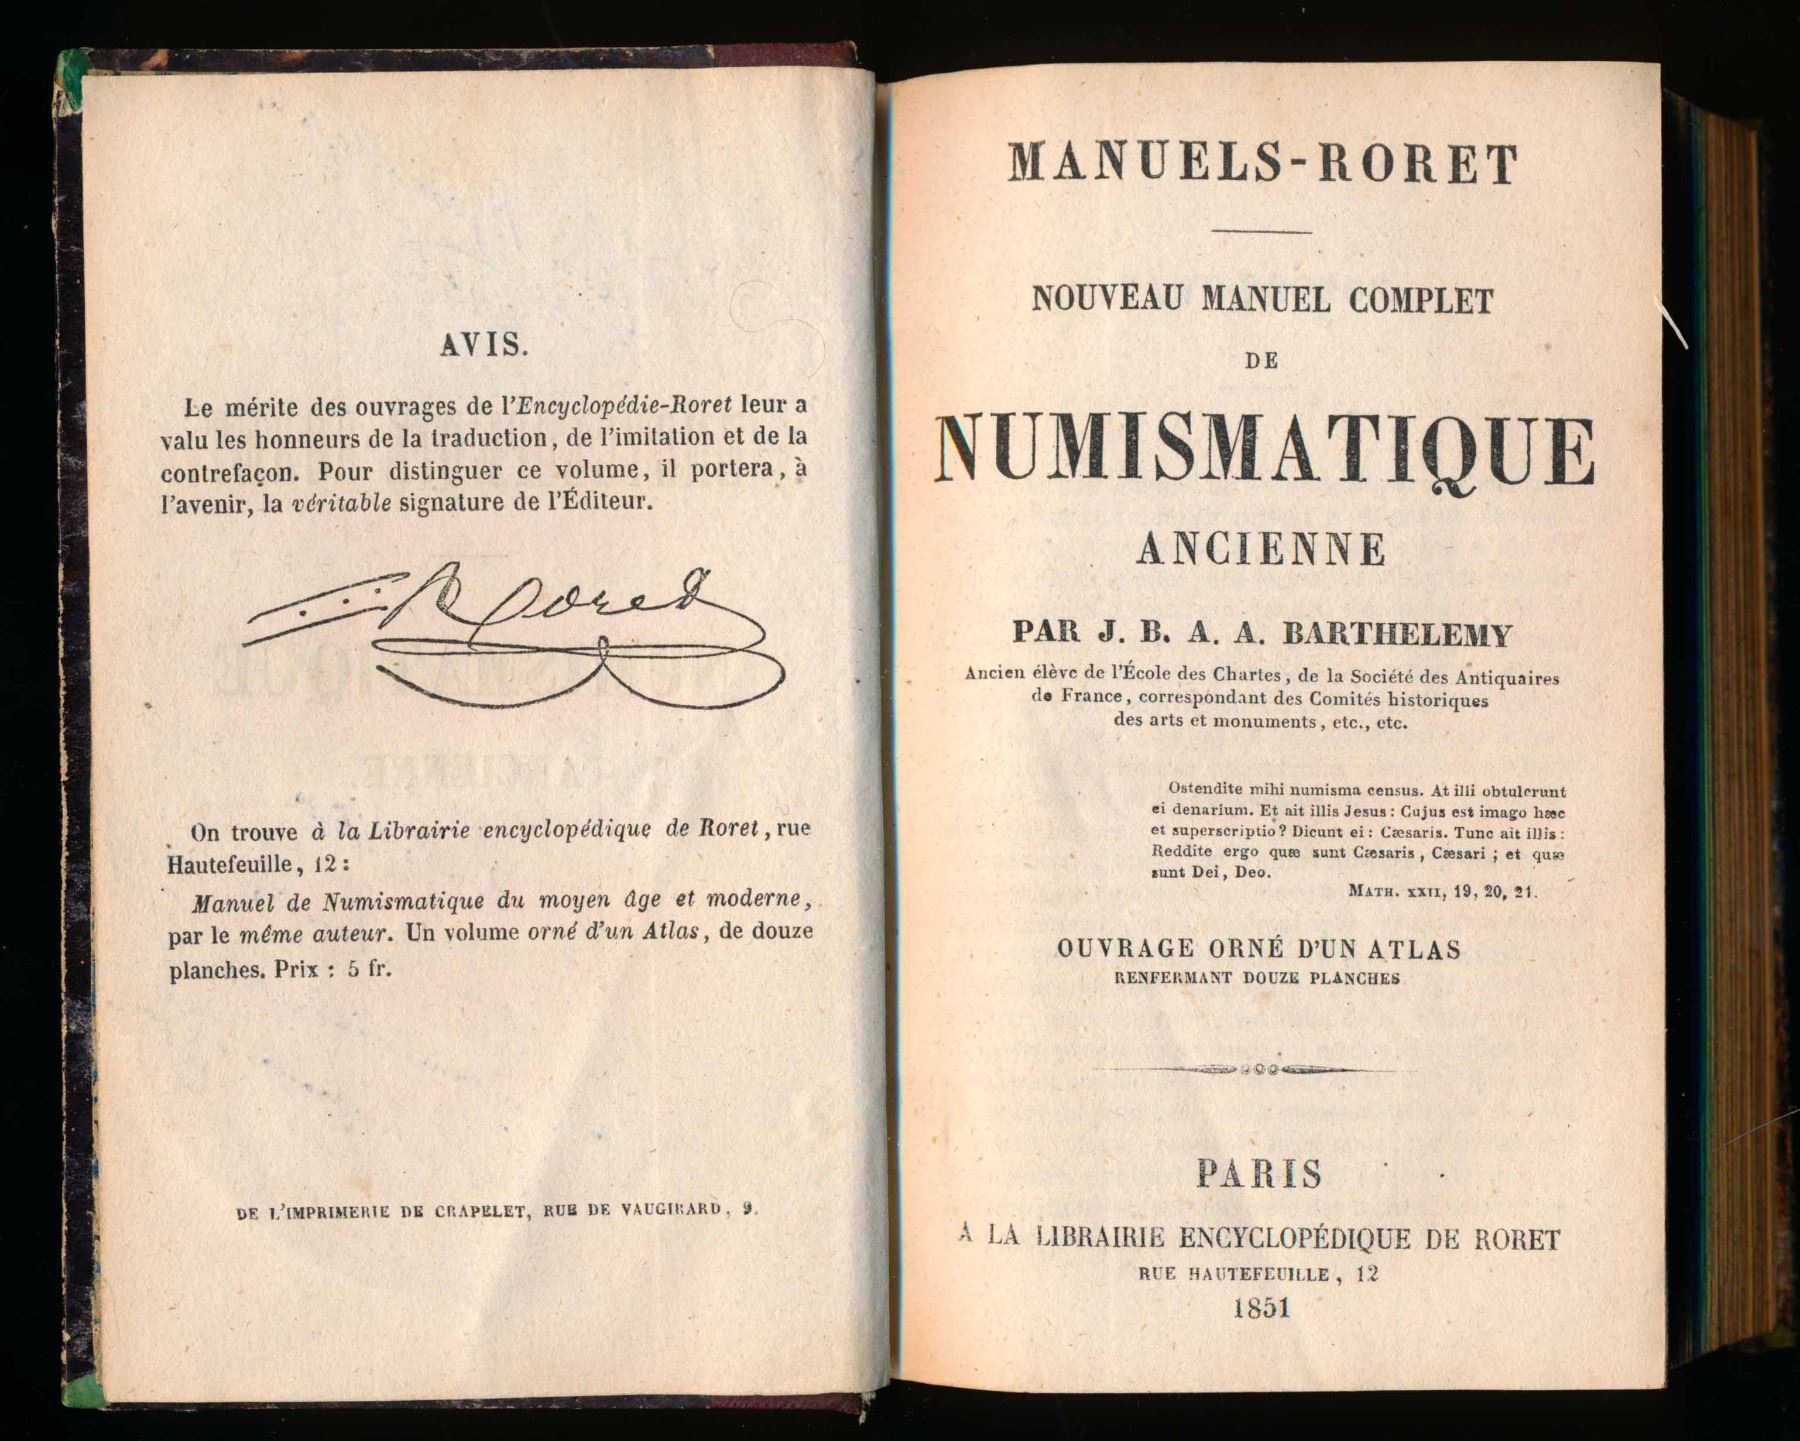 AVIS.
Le mérite des ouvrages de l'Encyclopédie-Roret leur a
valu les honneurs de la traduction, de l'imitation et de la
contrefaçon. Pour distinguer ce volume, il portera, à
l'avenir, la véritable signature de l'Éditeur.
Roret
On trouve à la Librairie encyclopédique de Roret, rue
Hautefeuille, 12:
Manuel de Numismatique du moyen âge et moderne,
par le même auteur. Un volume orné d'un Atlas, de douze
planches. Prix : 5 fr.
DE L'IMPRIMERIE DE CRAPELET, RUE DE VAUGIRARD, 9.
MANUELS-RORET
NOUVEAU MANUEL COMPLET
DE
NUMISMATIQUE
ANCIENNE
PAR J. B. A. A. BARTHELEMY
Ancien élève de l'École des Chartes, de la Société des Antiquaires
de France, correspondant des Comités historiques
des arts et monuments, etc., etc.
Ostendite mihi numisma census. At illi obtulerunt
ei denarium. Et ait illis Jesus : Cujus est imago hæc
et superscriptio? Dicunt ei : Cæsaris. Tunc ait illis :
Reddite ergo quæ sunt Cæsaris, Cæsari ; et quæ
sunt Dei, Deo.
MATH. XXII, 19, 20, 21.
OUVRAGE ORNÉ D'UN ATLAS
RENFERMANT DOUZE PLANCHES
PARIS
A LA LIBRAIRIE ENCYCLOPÉDIQUE DE RORET
RUE HAUTEFEUILLE, 12
1851